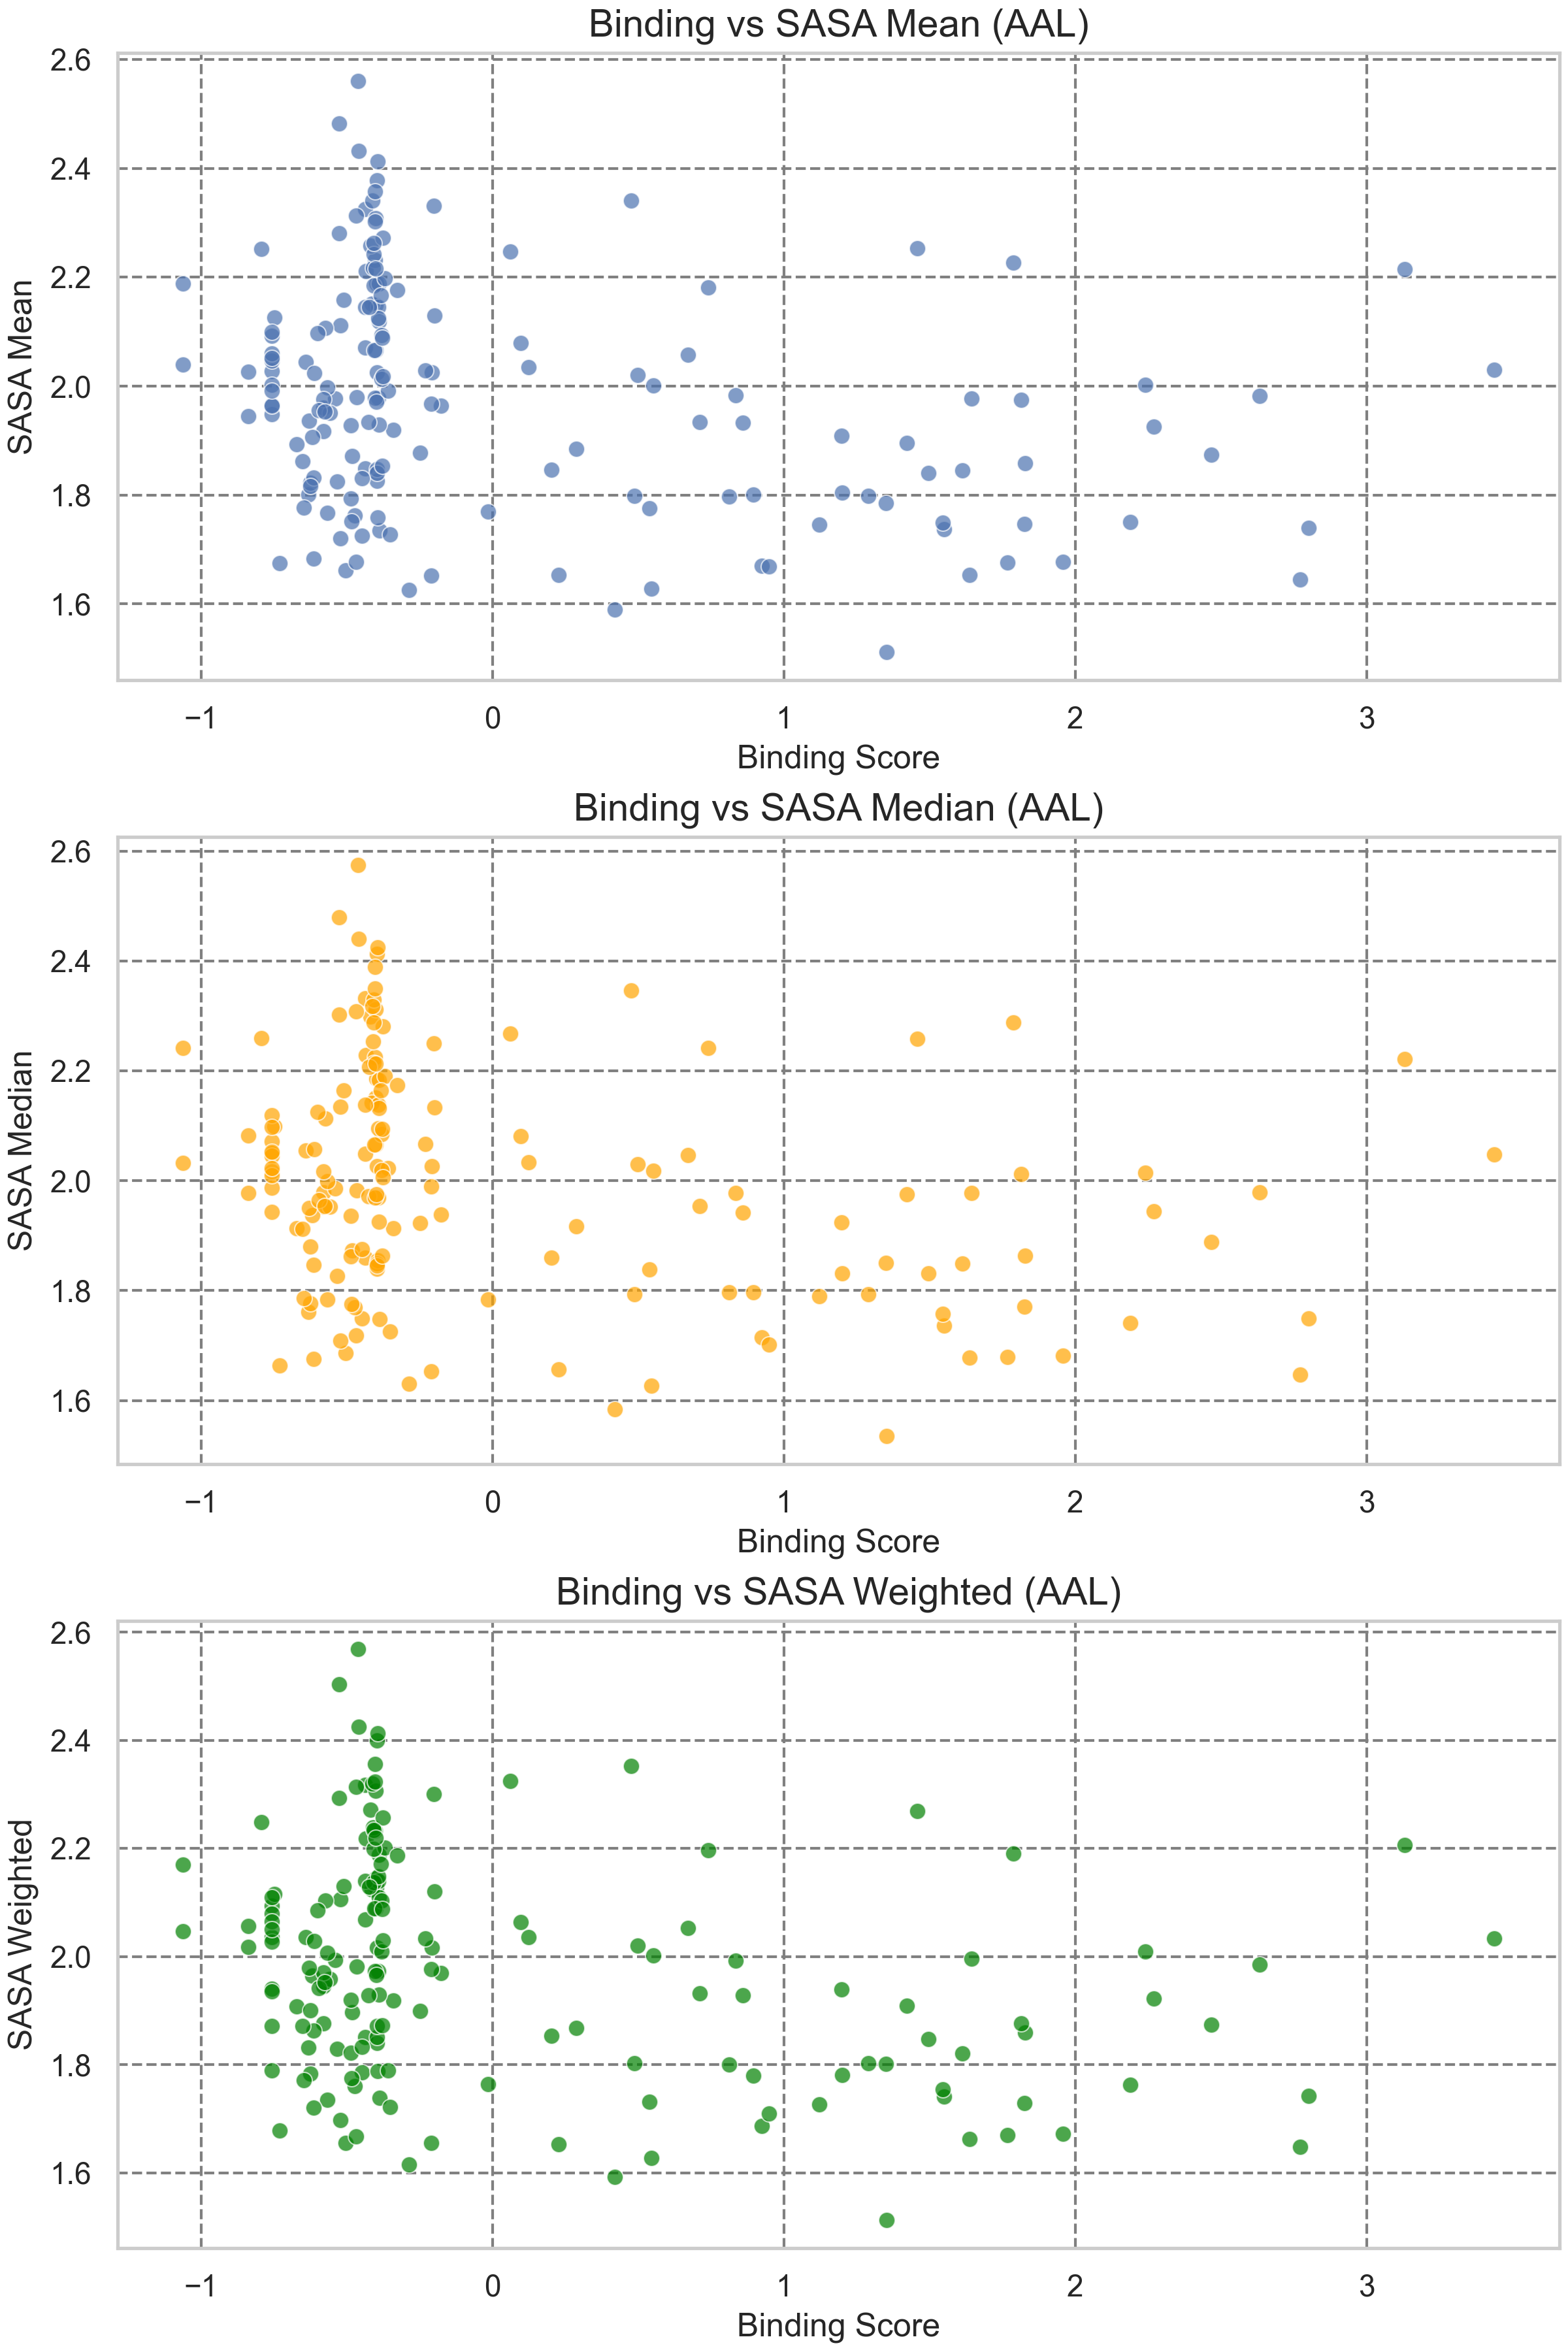 Binding vs SASA Mean (AAL)
2.6
2.4
2.2
2.0
1.8
1.6
SASA Mean
−1 0 1 2 3
Binding Score
Binding vs SASA Median (AAL)
2.6
2.4
2.2
2.0
1.8
1.6
SASA Median
−1 0 1 2 3
Binding Score
Binding vs SASA Weighted (AAL)
2.6
2.4
2.2
2.0
1.8
1.6
SASA Weighted
−1 0 1 2 3
Binding Score